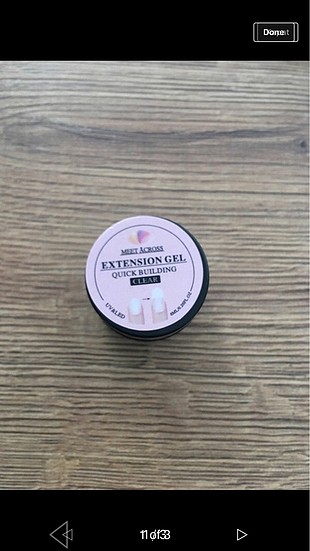 Done
MEET ACROSS
EXTENSION GEL
QUICK BUILDING
CLEAR
UV&LED
11 of 33